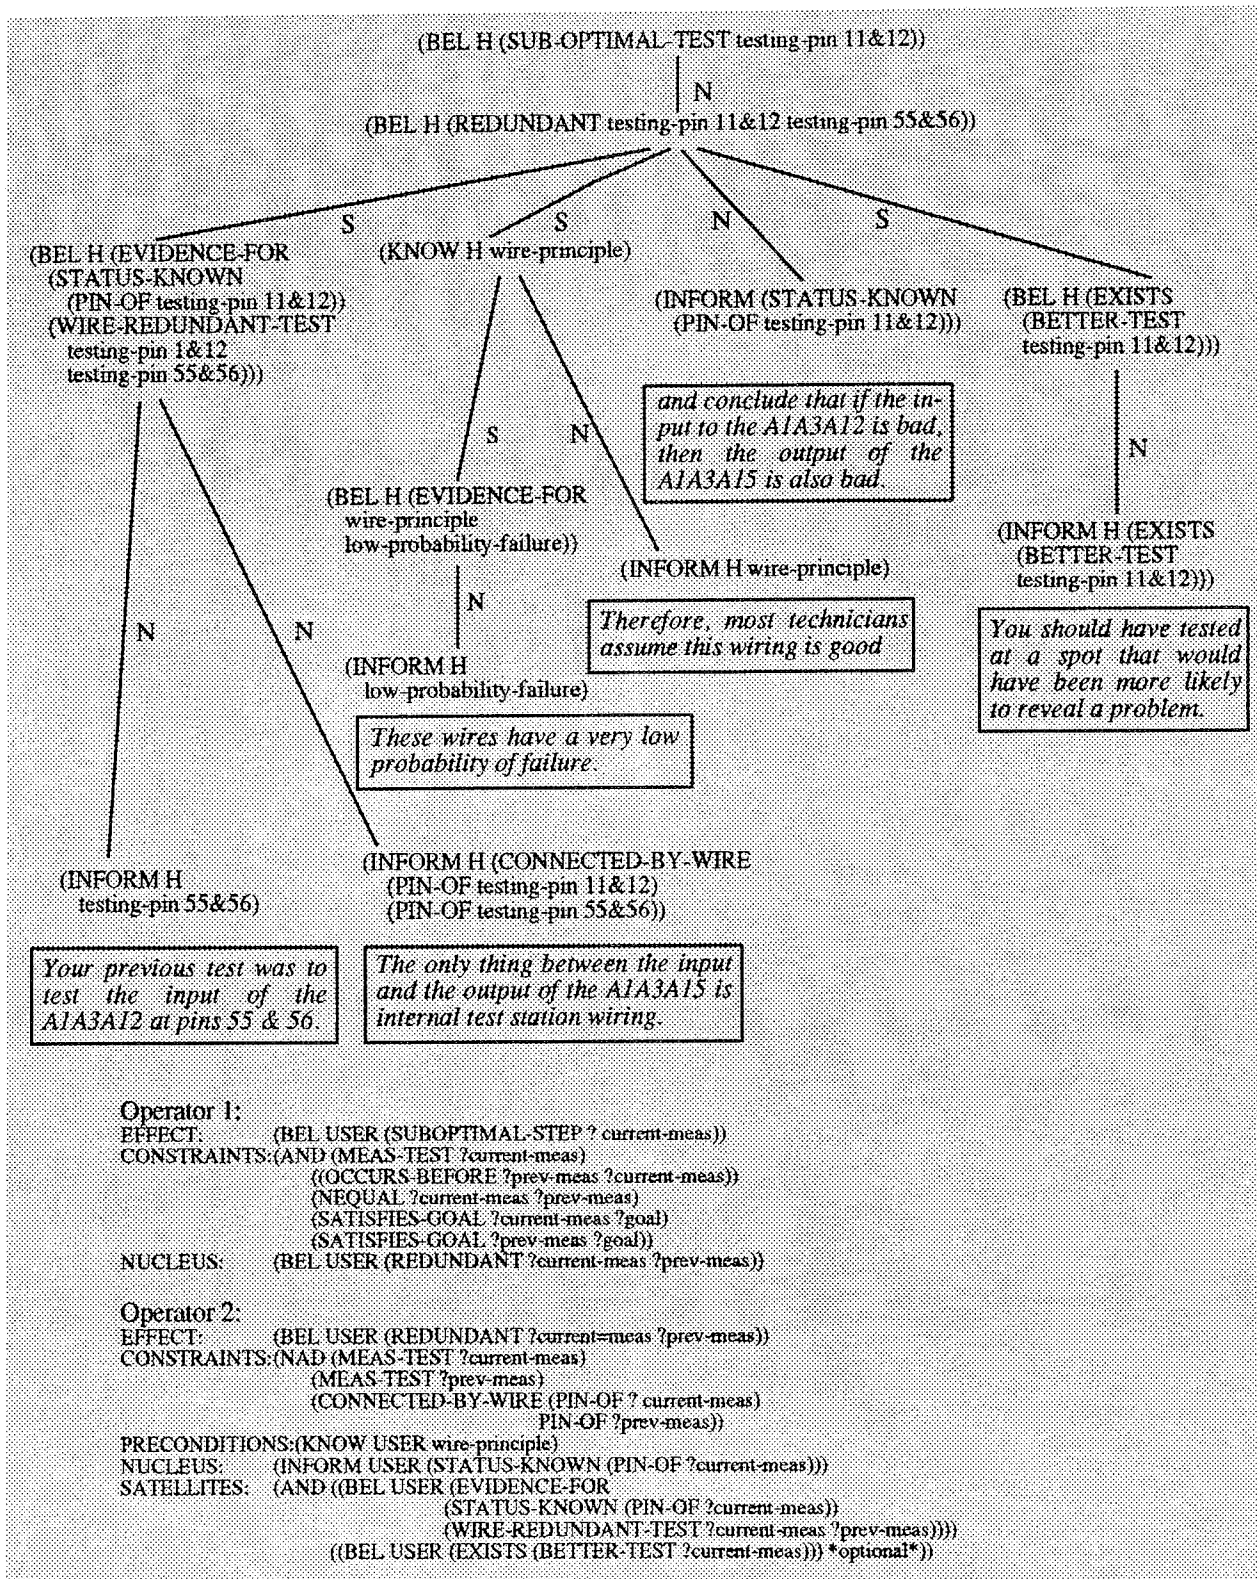 (BEL H (SUB-OPTIMAL-TEST testing-pin 11&12))
N
(BEL H (REDUNDANT testing-pin 11&12 testing-pin 55&56))
S
S
N
S
(BEL H (EVIDENCE-FOR
(STATUS-KNOWN
(PIN-OF testing-pin 11&12))
(WIRE-REDUNDANT-TEST
testing-pin 1&12
testing-pin 55&56)))
(KNOW H wire-principle)
(INFORM (STATUS-KNOWN
(PIN-OF testing-pin 11&12)))
(BEL H (EXISTS
(BETTER-TEST
testing-pin 11&12)))
and conclude that if the in-
put to the A1A3A12 is bad,
then the output of the
A1A3A15 is also bad.
S
N
N
(BEL H (EVIDENCE-FOR
wire-principle
low-probability-failure))
(INFORM H wire-principle)
(INFORM H (EXISTS
(BETTER-TEST
testing-pin 11&12)))
N
N
N
Therefore, most technicians
assume this wiring is good
You should have tested
at a spot that would
have been more likely
to reveal a problem.
(INFORM H
low-probability-failure)
These wires have a very low
probability of failure.
(INFORM H
testing-pin 55&56)
(INFORM H (CONNECTED-BY-WIRE
(PIN-OF testing-pin 11&12)
(PIN-OF testing-pin 55&56))
Your previous test was to
test the input of the
A1A3A12 at pins 55 & 56.
The only thing between the input
and the output of the A1A3A15 is
internal test station wiring.
Operator 1:
EFFECT: (BEL USER (SUBOPTIMAL-STEP ? current-meas))
CONSTRAINTS:(AND (MEAS-TEST ?current-meas)
((OCCURS-BEFORE ?prev-meas ?current-meas))
(NEQUAL ?current-meas ?prev-meas)
(SATISFIES-GOAL ?current-meas ?goal)
(SATISFIES-GOAL ?prev-meas ?goal))
NUCLEUS: (BEL USER (REDUNDANT ?current-meas ?prev-meas))
Operator 2:
EFFECT: (BEL USER (REDUNDANT ?current=meas ?prev-meas))
CONSTRAINTS:(NAD (MEAS-TEST ?current-meas)
(MEAS-TEST ?prev-meas)
(CONNECTED-BY-WIRE (PIN-OF ? current-meas)
PIN-OF ?prev-meas))
PRECONDITIONS:(KNOW USER wire-principle)
NUCLEUS: (INFORM USER (STATUS-KNOWN (PIN-OF ?current-meas)))
SATELLITES: (AND ((BEL USER (EVIDENCE-FOR
(STATUS-KNOWN (PIN-OF ?current-meas))
(WIRE-REDUNDANT-TEST ?current-meas ?prev-meas))))
((BEL USER (EXISTS (BETTER-TEST ?current-meas))) *optional*))